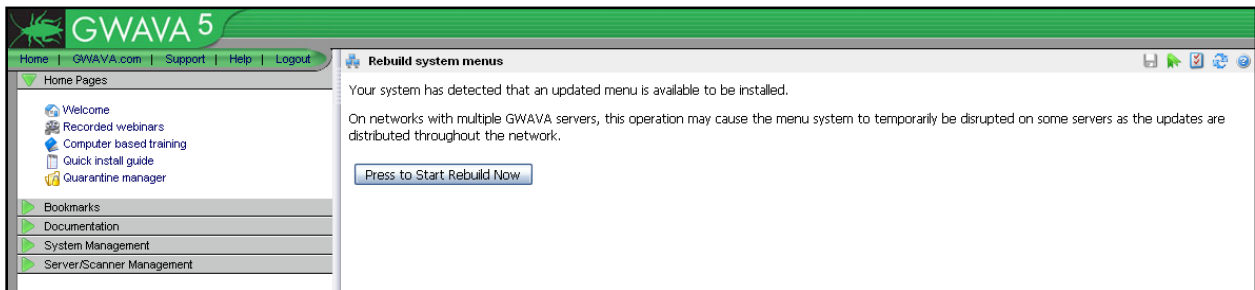 GWAVA 5
Home | GWAVA.com | Support | Help | Logout
Home Pages
Welcome
Recorded webinars
Computer based training
Quick install guide
Quarantine manager
Bookmarks
Documentation
System Management
Server/Scanner Management
Rebuild system menus
Your system has detected that an updated menu is available to be installed.
On networks with multiple GWAVA servers, this operation may cause the menu system to temporarily be disrupted on some servers as the updates are
distributed throughout the network.
Press to Start Rebuild Now